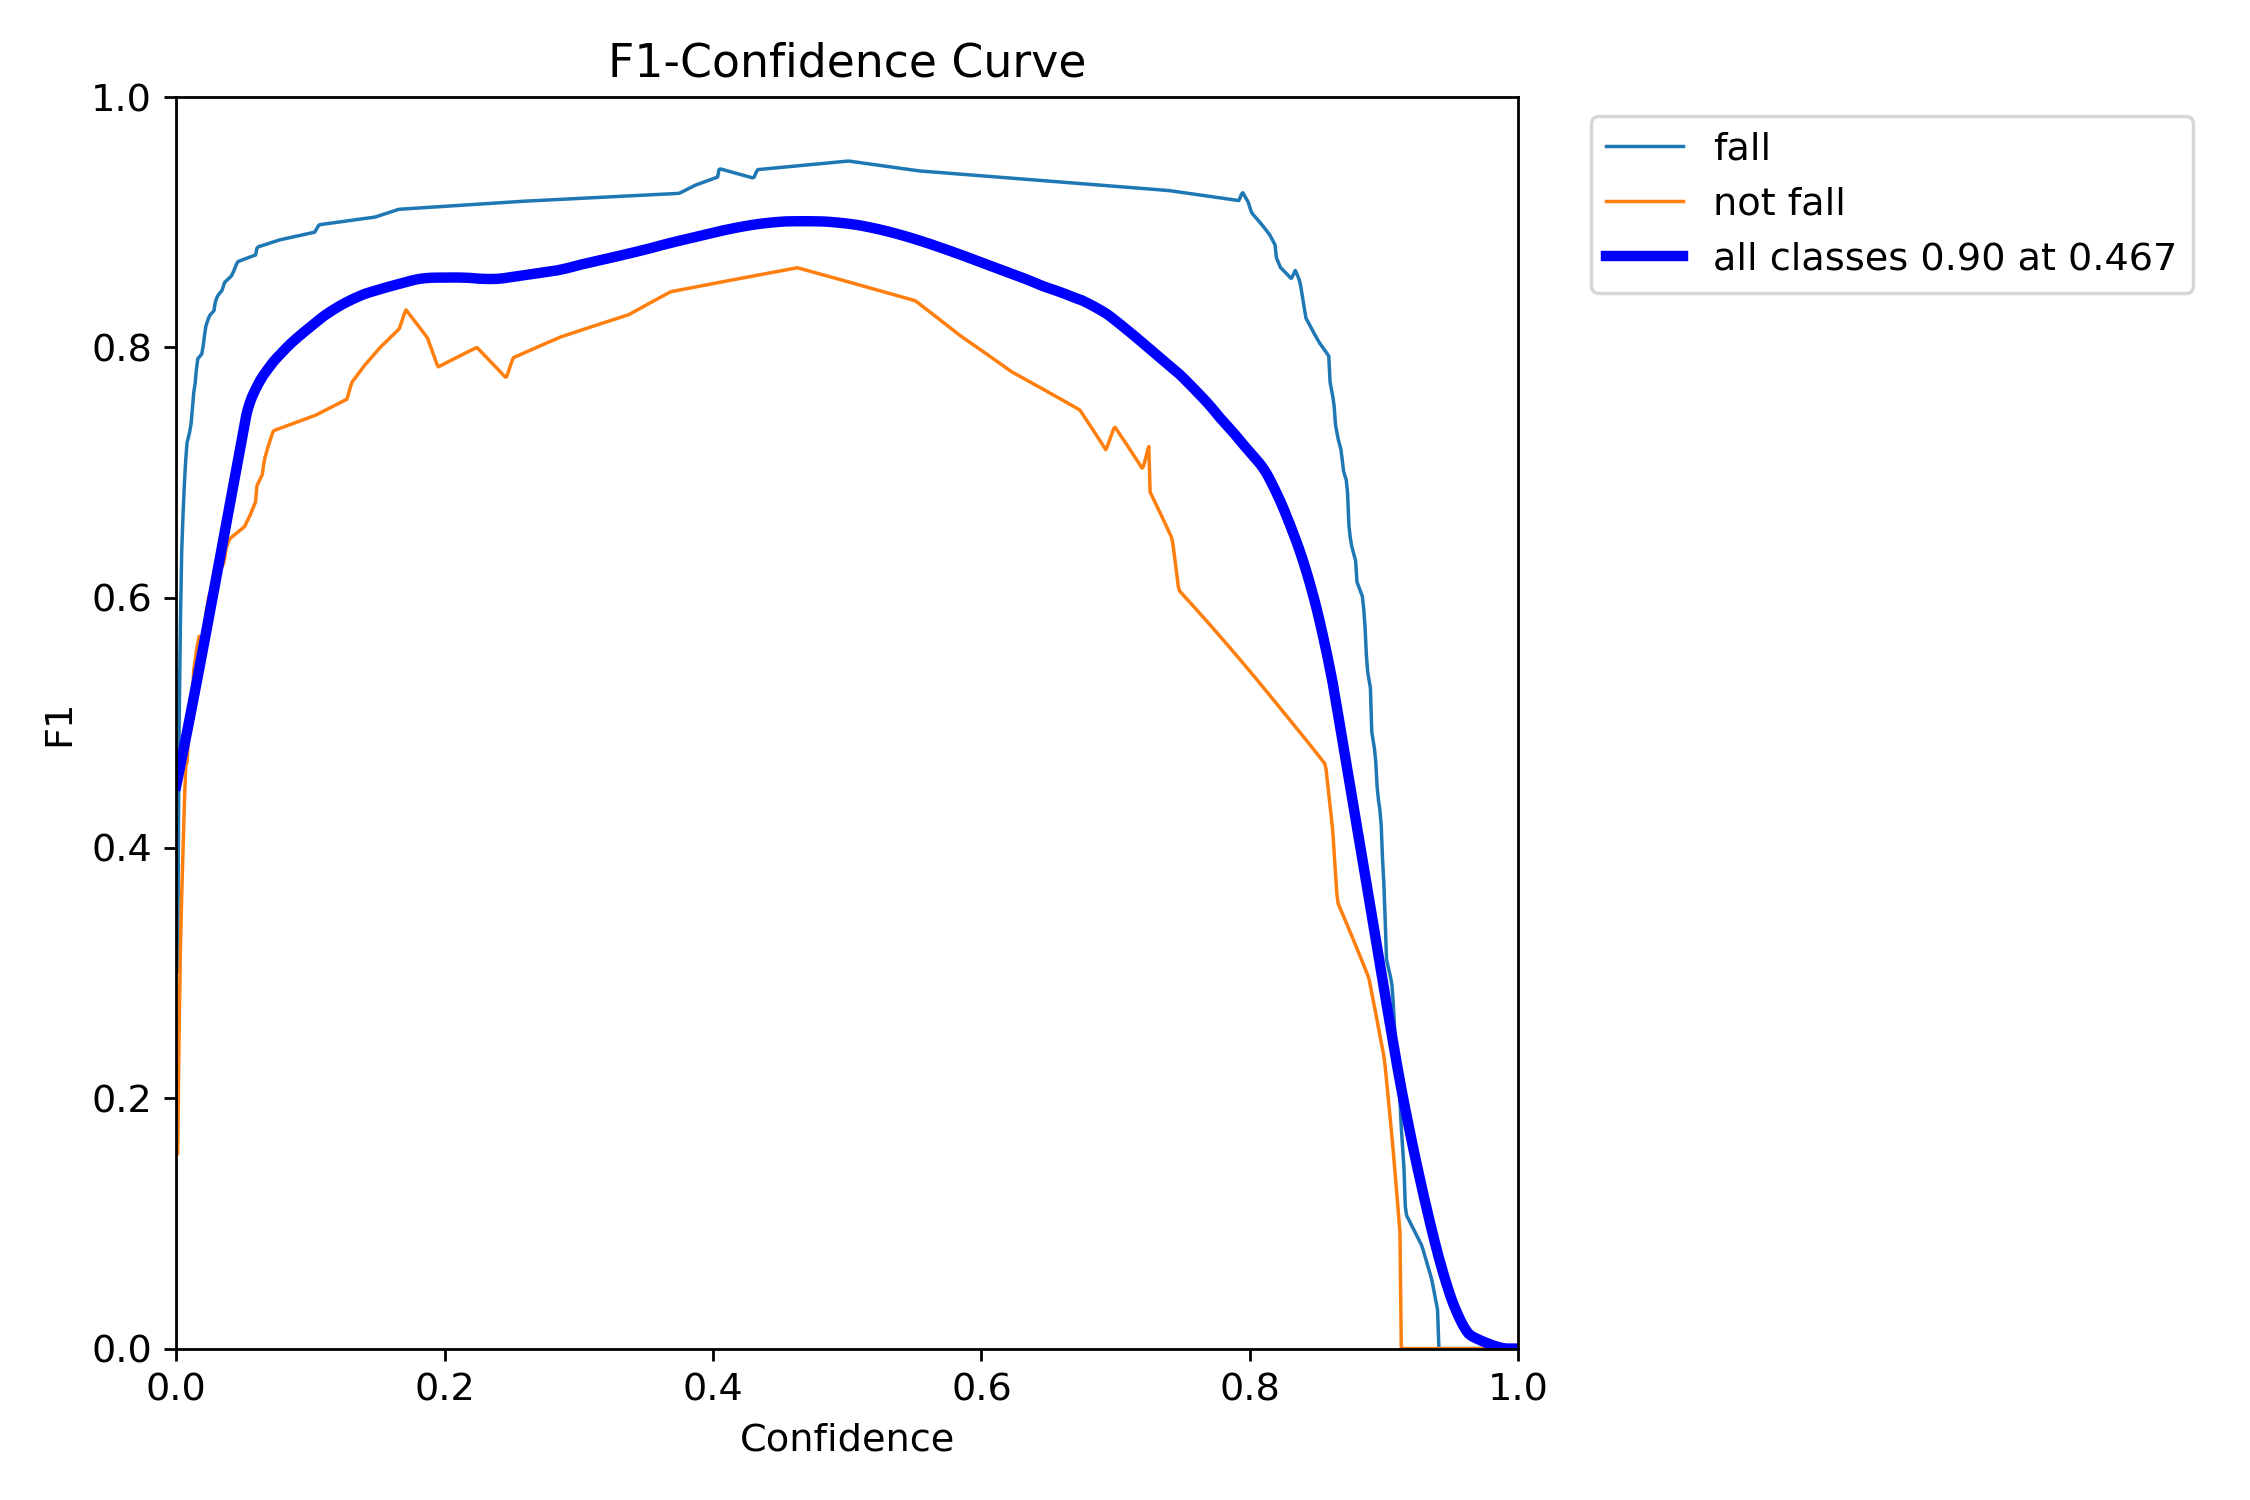 F1-Confidence Curve
1.0
0.8
0.6
0.4
0.2
0.0
F1
0.0 0.2 0.4 0.6 0.8 1.0
Confidence
fall
not fall
all classes 0.90 at 0.467